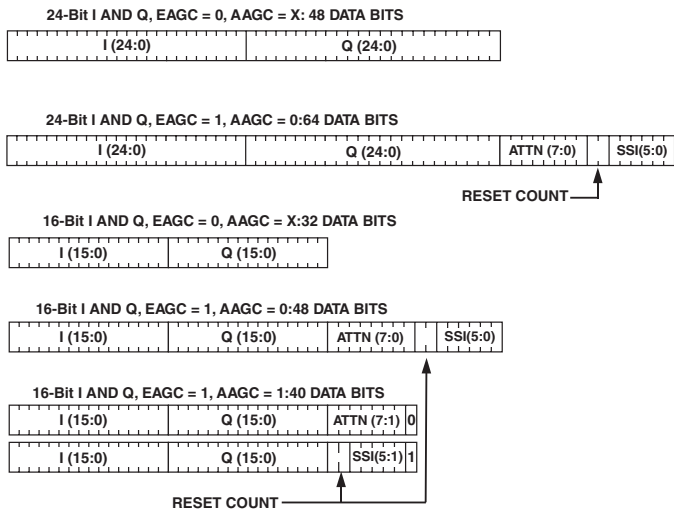 24-Bit I AND Q, EAGC = 0, AAGC = X: 48 DATA BITS
I (24:0) Q (24:0)
24-Bit I AND Q, EAGC = 1, AAGC = 0:64 DATA BITS
I (24:0) Q (24:0) ATTN (7:0) SSI(5:0)
RESET COUNT
16-Bit I AND Q, EAGC = 0, AAGC = X:32 DATA BITS
I (15:0) Q (15:0)
16-Bit I AND Q, EAGC = 1, AAGC = 0:48 DATA BITS
I (15:0) Q (15:0) ATTN (7:0) SSI(5:0)
16-Bit I AND Q, EAGC = 1, AAGC = 1:40 DATA BITS
I (15:0) Q (15:0) ATTN (7:1) 0
I (15:0) Q (15:0) SSI(5:1) 1
RESET COUNT